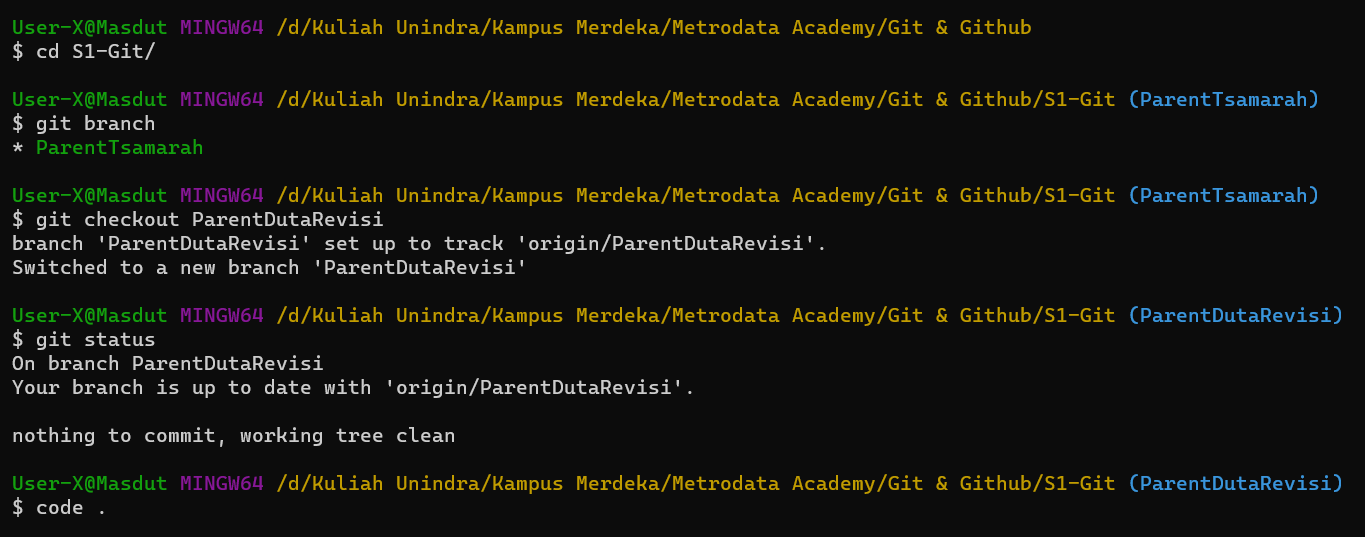 User-X@Masdut MINGW64 /d/Kuliah Unindra/Kampus Merdeka/Metrodata Academy/Git & Github
$ cd S1-Git/
User-X@Masdut MINGW64 /d/Kuliah Unindra/Kampus Merdeka/Metrodata Academy/Git & Github/S1-Git (ParentTsamarah)
$ git branch
* ParentTsamarah
User-X@Masdut MINGW64 /d/Kuliah Unindra/Kampus Merdeka/Metrodata Academy/Git & Github/S1-Git (ParentTsamarah)
$ git checkout ParentDutaRevisi
branch 'ParentDutaRevisi' set up to track 'origin/ParentDutaRevisi'.
Switched to a new branch 'ParentDutaRevisi'
User-X@Masdut MINGW64 /d/Kuliah Unindra/Kampus Merdeka/Metrodata Academy/Git & Github/S1-Git (ParentDutaRevisi)
$ git status
On branch ParentDutaRevisi
Your branch is up to date with 'origin/ParentDutaRevisi'.
nothing to commit, working tree clean
User-X@Masdut MINGW64 /d/Kuliah Unindra/Kampus Merdeka/Metrodata Academy/Git & Github/S1-Git (ParentDutaRevisi)
$ code .